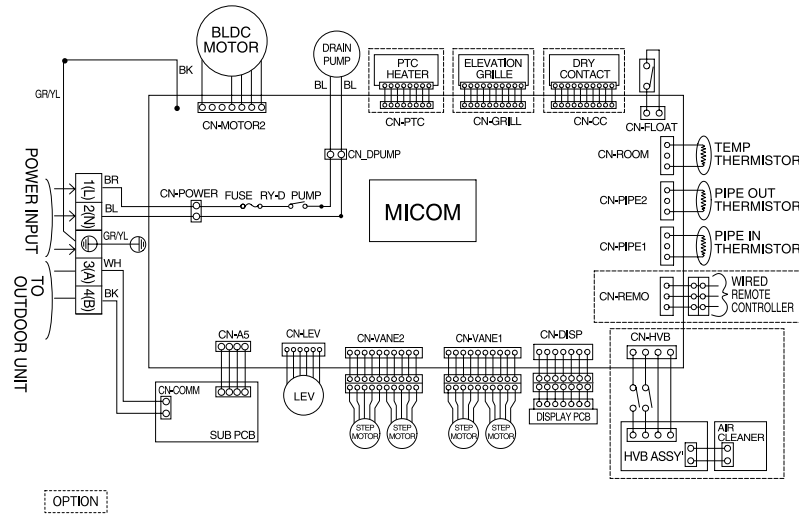 BLDC
MOTOR
DRAIN
PUMP
PTC
HEATER
ELEVATION
GRILLE
DRY
CONTACT
BK
BL
BL
GR/YL
CN-MOTOR2
CN-PTC
CN-GRILL
CN-CC
CN-FLOAT
CN_DPUMP
CN-ROOM
TEMP
THERMISTOR
POWER INPUT
1(L)
BR
CN-POWER
FUSE
RY-D
PUMP
2(N)
BL
MICOM
CN-PIPE2
PIPE OUT
THERMISTOR
GR/YL
CN-PIPE1
PIPE IN
THERMISTOR
TO
OUTDOOR UNIT
3(A)
WH
4(B)
BK
CN-REMO
WIRED
REMOTE
CONTROLLER
CN-A5
CN-LEV
CN-VANE2
CN-VANE1
CN-DISP
CN-HVB
CN-COMM
SUB PCB
LEV
STEP
MOTOR
STEP
MOTOR
STEP
MOTOR
STEP
MOTOR
DISPLAY PCB
HVB ASSY'
AIR
CLEANER
OPTION